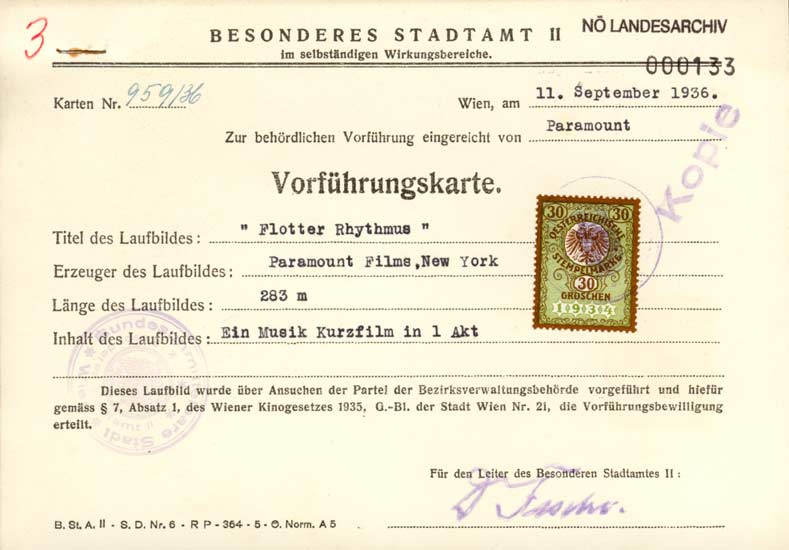 3
BESONDERES STADTAMT II
NÖ LANDESARCHIV
im selbständigen Wirkungsbereiche.
000133
Karten Nr. 959/36
Wien, am 11. September 1936.
Zur behördlichen Vorführung eingereicht von Paramount
Kopie
Vorführungskarte.
Titel des Laufbildes: " Flotter Rhythmus "
Erzeuger des Laufbildes: Paramount Films,New York
Länge des Laufbildes: 283 m
Inhalt des Laufbildes: Ein Musik Kurzfilm in 1 Akt
30 30
OESTERREICHISCHE
STEMPELMARKE
30
GROSCHEN
1934
Dieses Laufbild wurde über Ansuchen der Partei der Bezirksverwaltungsbehörde vorgeführt und hiefür
gemäss § 7, Absatz 1, des Wiener Kinogesetzes 1935, G.-Bl. der Stadt Wien Nr. 21, die Vorführungsbewilligung
erteilt.
Für den Leiter des Besonderen Stadtamtes II:
B. St. A. II - S. D. Nr. 6 - R P - 364 - 5 - Ö. Norm. A 5